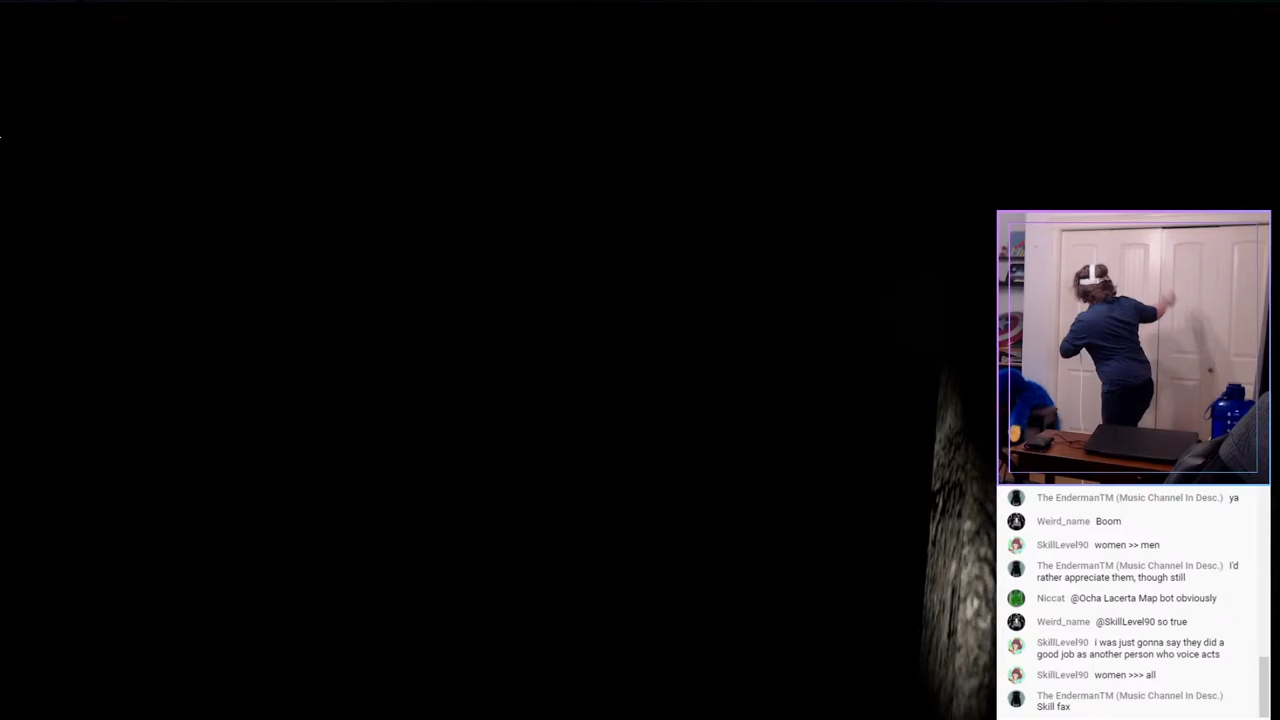 The EndermanTM (Music Channel In Desc.) ya
Weird_name Boom
SkillLevel90 women >> men
The EndermanTM (Music Channel In Desc.) I'd
rather appreciate them, though still
Niccat @Ocha Lacerta Map bot obviously
Weird_name @SkillLevel90 so true
SkillLevel90 i was just gonna say they did a
good job as another person who voice acts
SkillLevel90 women >>> all
The EndermanTM (Music Channel In Desc.)
Skill fax